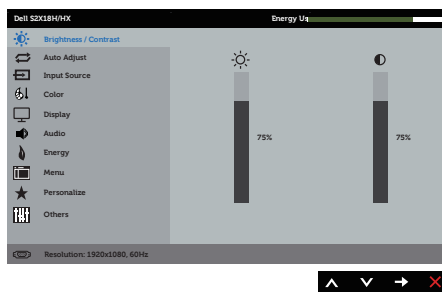 Dell S2X18H/HX
Energy Us
Brightness / Contrast
Auto Adjust
Input Source
Color
Display
Audio
Energy
Menu
Personalize
Others
75%
75%
Resolution: 1920x1080, 60Hz